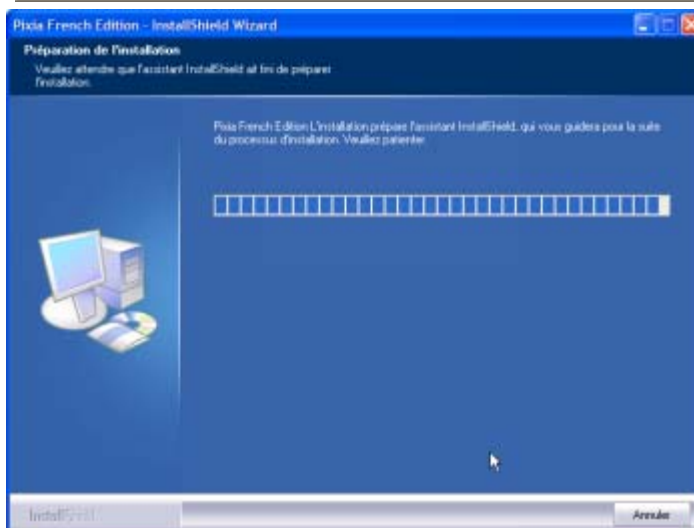 Pixia French Edition - InstallShield Wizard
Préparation de l'installation
Veuillez attendre que l'assistant InstallShield ait fini de préparer
l'installation.
Pixia French Edition L'installation prépare l'assistant InstallShield, qui vous guidera pour la suite
du processus d'installation. Veuillez patienter.
InstallShield
Annuler